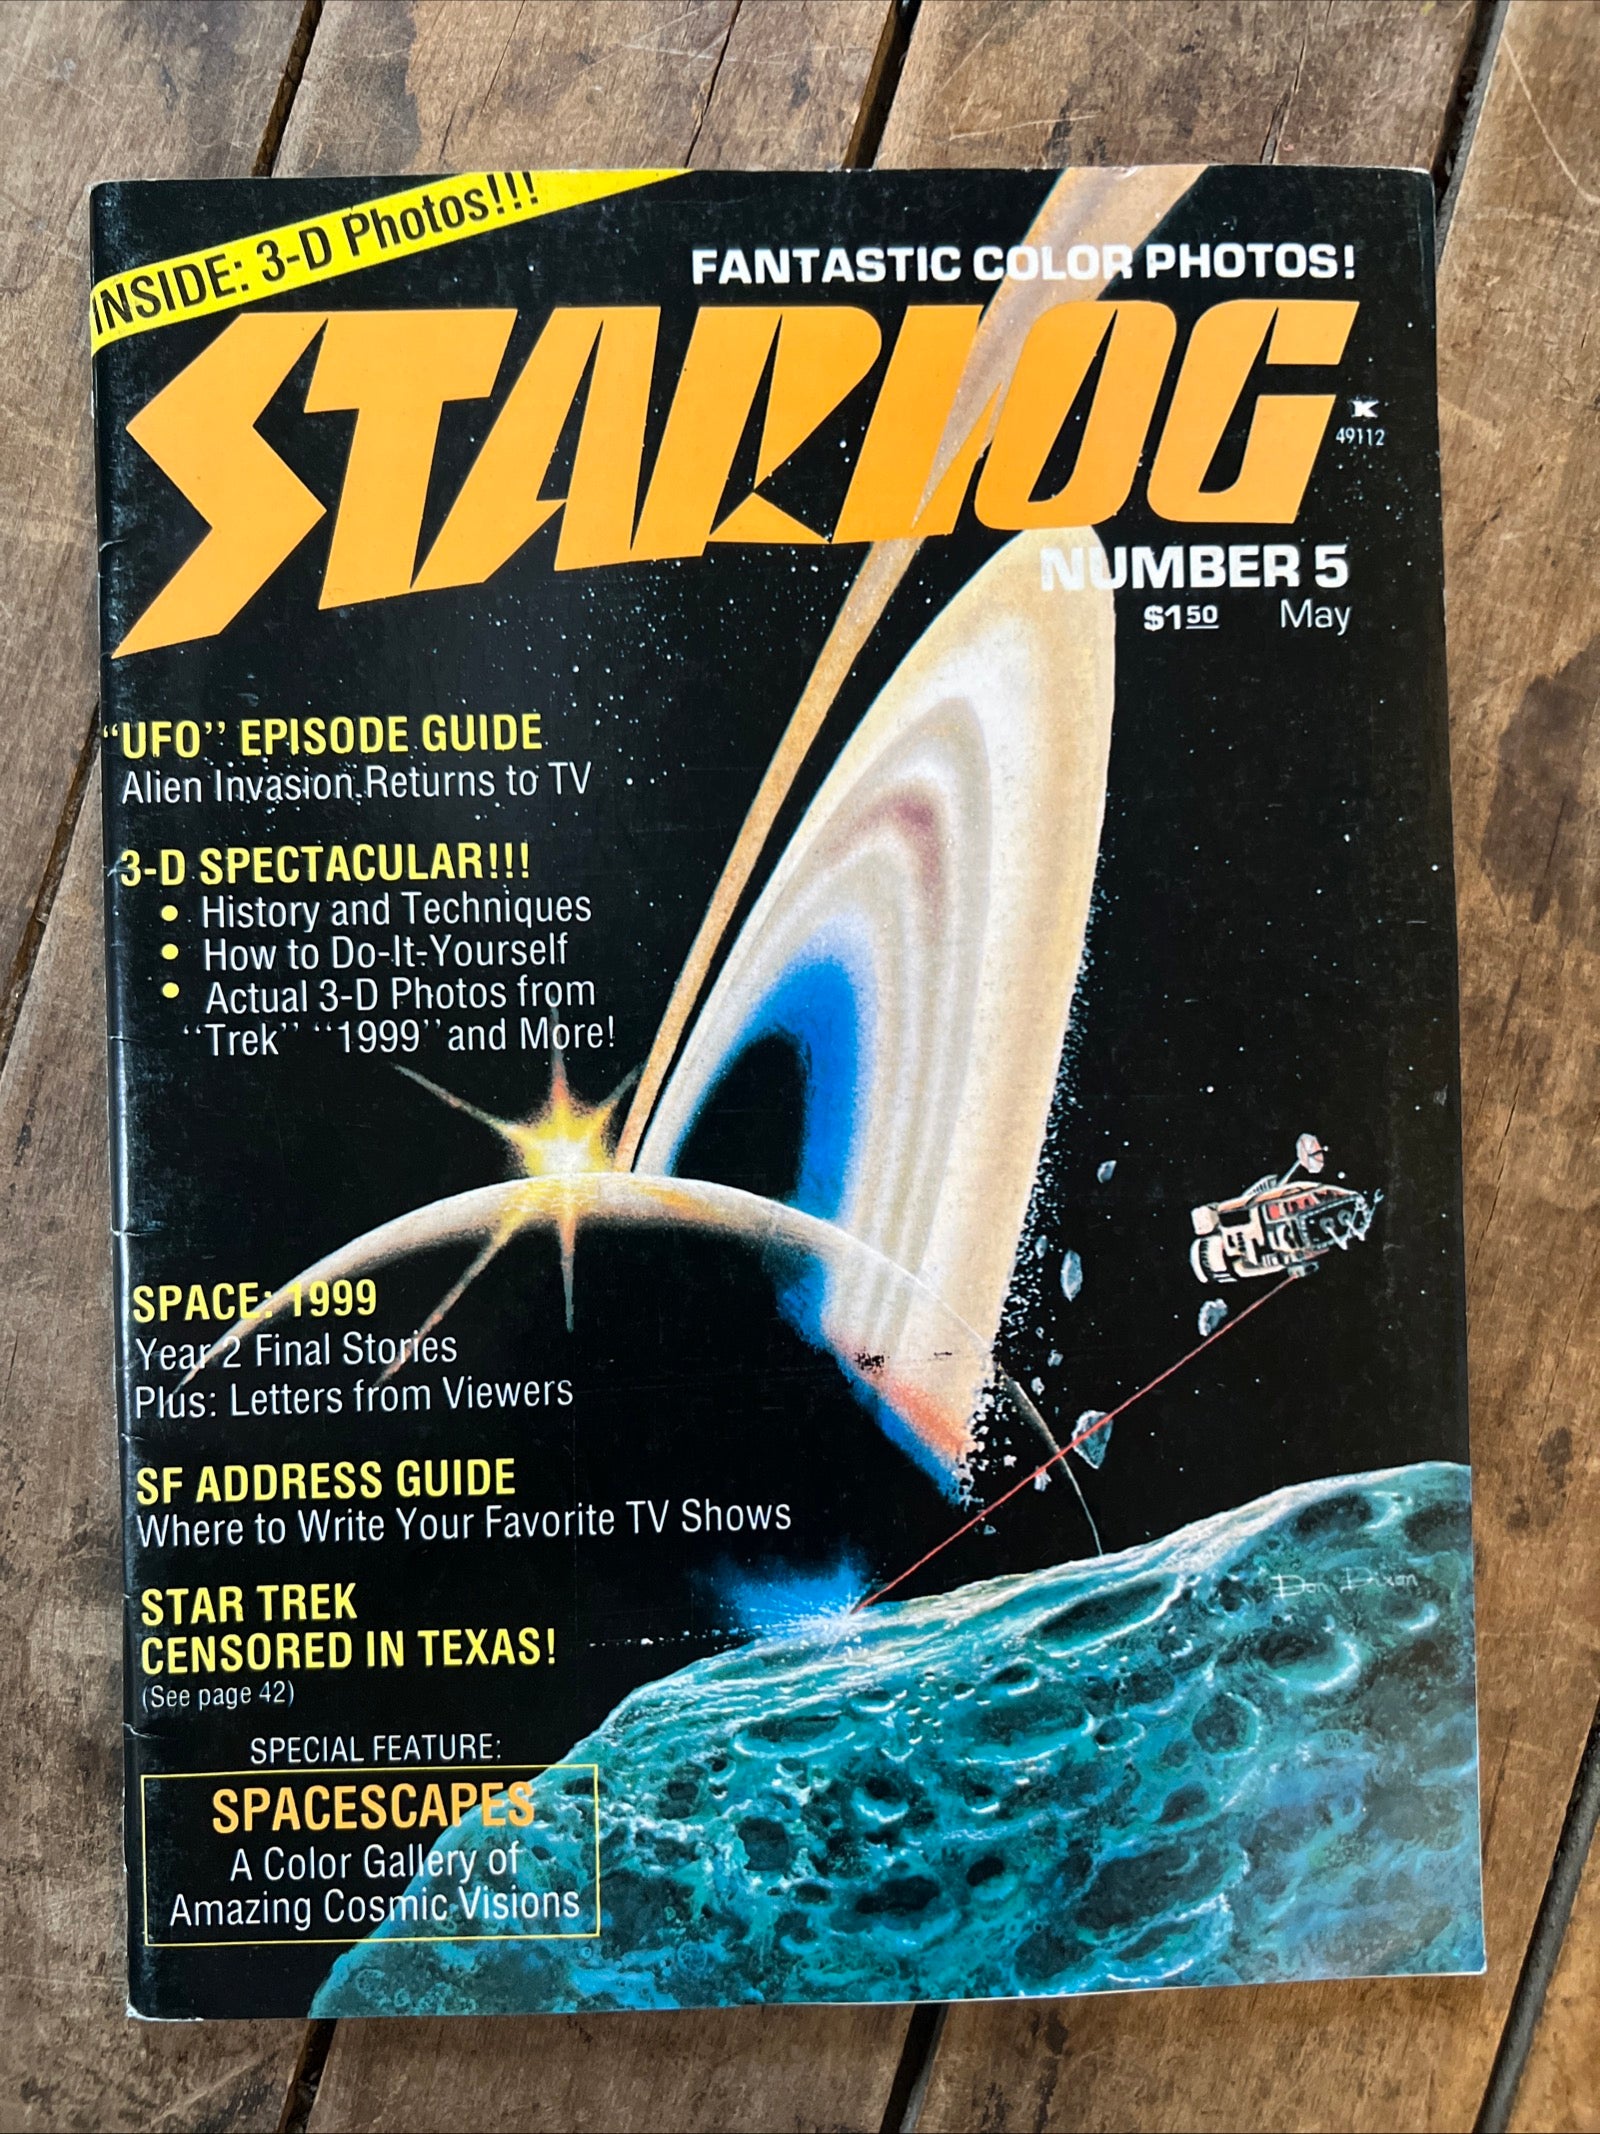 INSIDE: 3-D Photos!!!
FANTASTIC COLOR PHOTOS!
STARLOG
K
49112
NUMBER 5
$1.50 May
"UFO" EPISODE GUIDE
Alien Invasion Returns to TV
3-D SPECTACULAR!!!
• History and Techniques
• How to Do-It-Yourself
• Actual 3-D Photos from
"Trek" "1999" and More!
SPACE: 1999
Year 2 Final Stories
Plus: Letters from Viewers
SF ADDRESS GUIDE
Where to Write Your Favorite TV Shows
STAR TREK
CENSORED IN TEXAS!
(See page 42)
Don Dixon
SPECIAL FEATURE:
SPACESCAPES
A Color Gallery of
Amazing Cosmic Visions